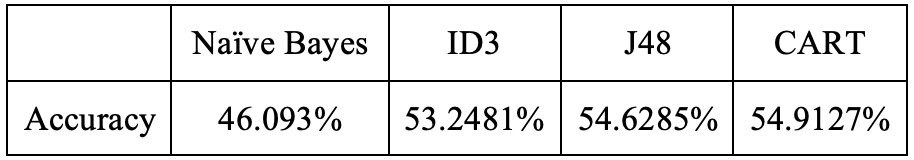 Naïve Bayes ID3 J48 CART
Accuracy 46.093% 53.2481% 54.6285% 54.9127%